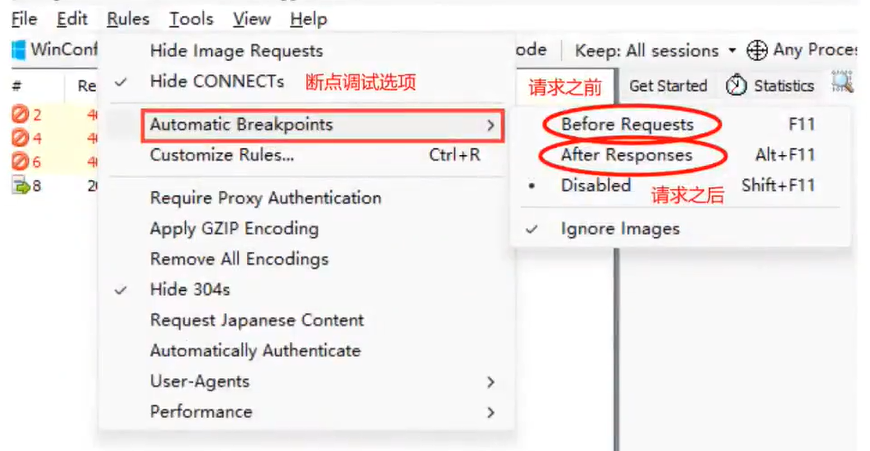 File Edit Rules Tools View Help
WinConf
Hide Image Requests
ode Keep: All sessions Any Proce
# Re
Hide CONNECTs 断点调试选项
请求之前 Get Started Statistics
2 4
Automatic Breakpoints
Before Requests F11
4 4
Customize Rules... Ctrl+R
After Responses Alt+F11
6 4
Disabled Shift+F11
请求之后
8 20
Require Proxy Authentication
Apply GZIP Encoding
Ignore Images
Remove All Encodings
Hide 304s
Request Japanese Content
Automatically Authenticate
User-Agents
Performance